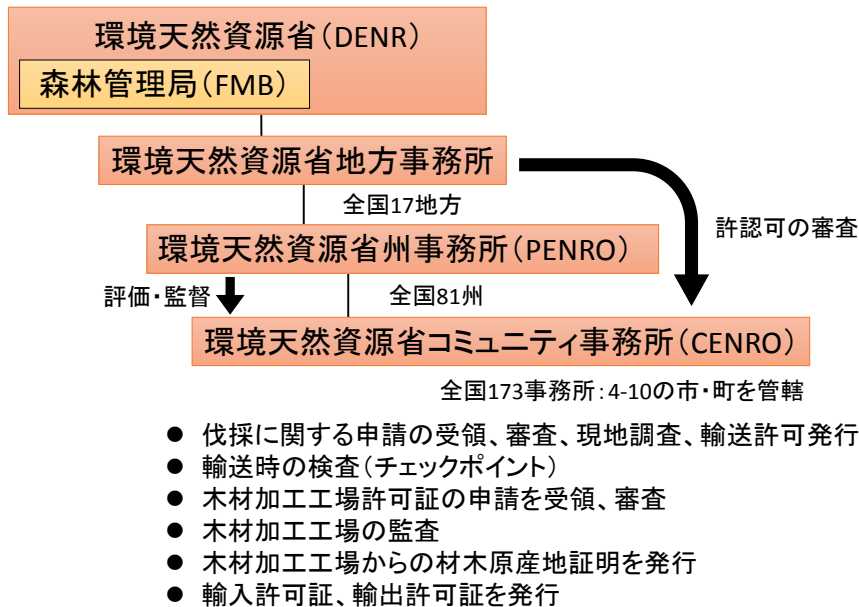 環境天然資源省（DENR）
森林管理局（FMB）
環境天然資源省地方事務所
全国17地方
許認可の審査
環境天然資源省州事務所（PENRO）
評価・監督
全国81州
環境天然資源省コミュニティ事務所（CENRO）
全国173事務所：4-10の市・町を管轄
● 伐採に関する申請の受領、審査、現地調査、輸送許可発行
● 輸送時の検査（チェックポイント）
● 木材加工工場許可証の申請を受領、審査
● 木材加工工場の監査
● 木材加工工場からの材木原産地証明を発行
● 輸入許可証、輸出許可証を発行